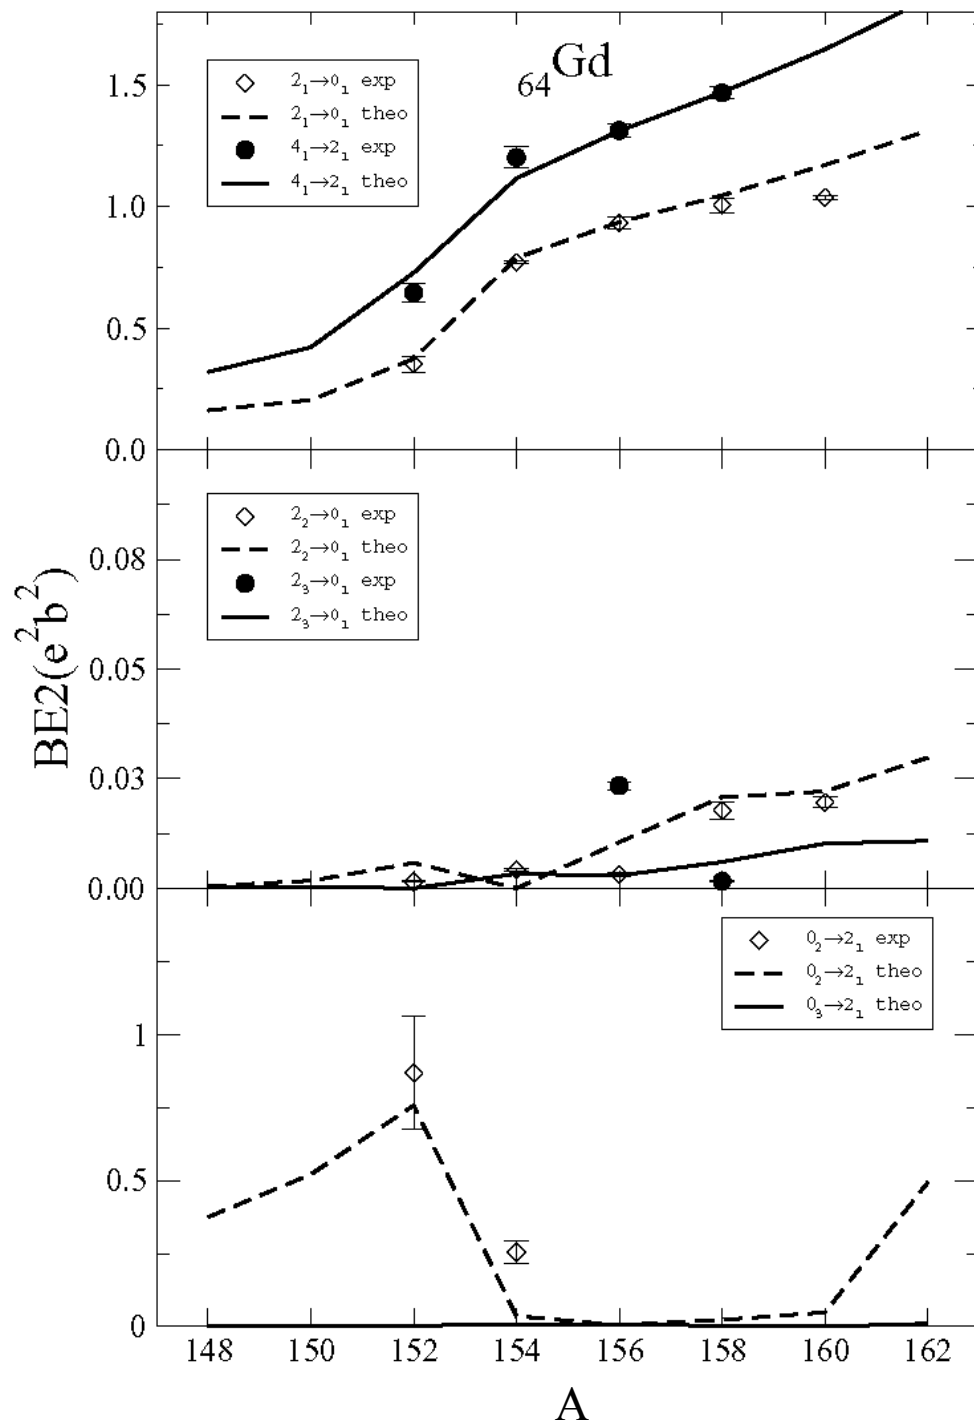 ₆₄Gd
2₁→0₁ exp
2₁→0₁ theo
4₁→2₁ exp
4₁→2₁ theo
1.5
1.0
0.5
0.0
2₂→0₁ exp
2₂→0₁ theo
2₃→0₁ exp
2₃→0₁ theo
0.08
0.05
0.03
0.00
BE2(e²b²)
0₂→2₁ exp
0₂→2₁ theo
0₃→2₁ theo
1
0.5
0
148 150 152 154 156 158 160 162
A